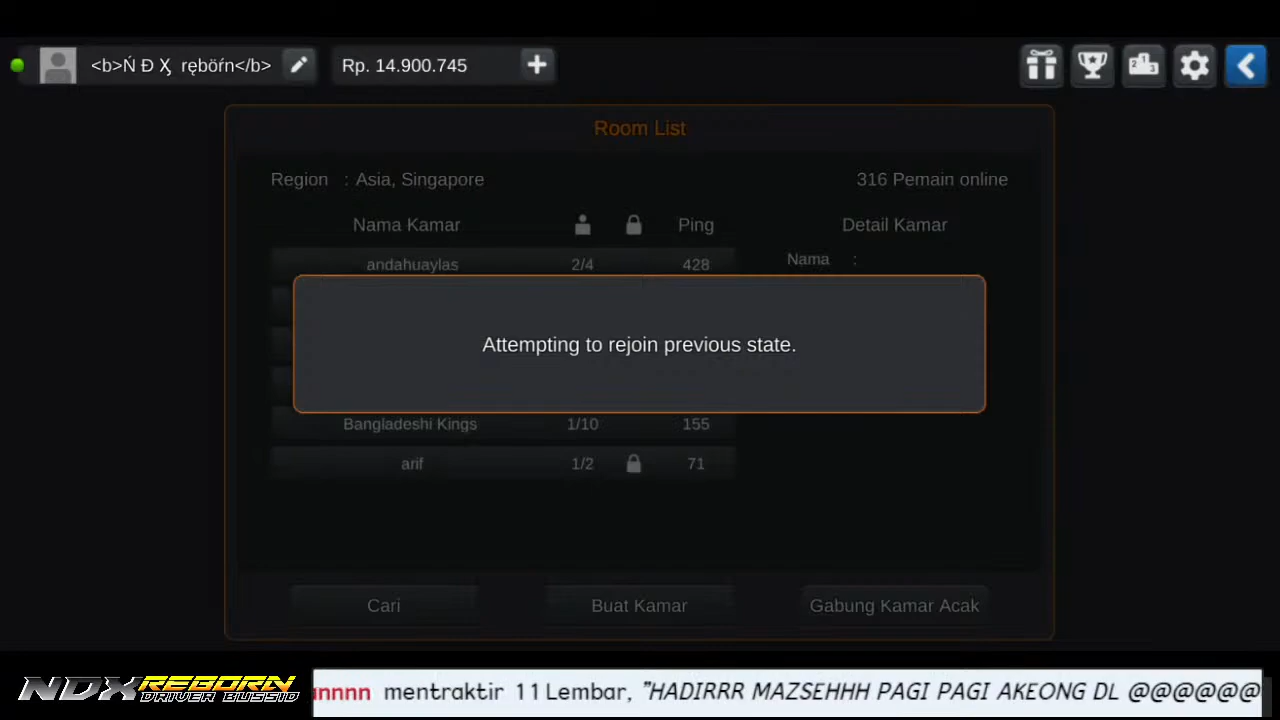 <b>Ń Đ Ӽ ręböŕn</b>
Rp. 14.900.745
Room List
Region : Asia, Singapore
316 Pemain online
Nama Kamar
Ping
Detail Kamar
andahuaylas 2/4 428
Nama :
Attempting to rejoin previous state.
Bangladeshi Kings 1/10 155
arif 1/2 71
Cari
Buat Kamar
Gabung Kamar Acak
NDX REBORN
DRIVER BUSSID
nnnn mentraktir 11 Lembar, "HADIRRR MAZSEHHH PAGI PAGI AKEONG DL @@@@@@